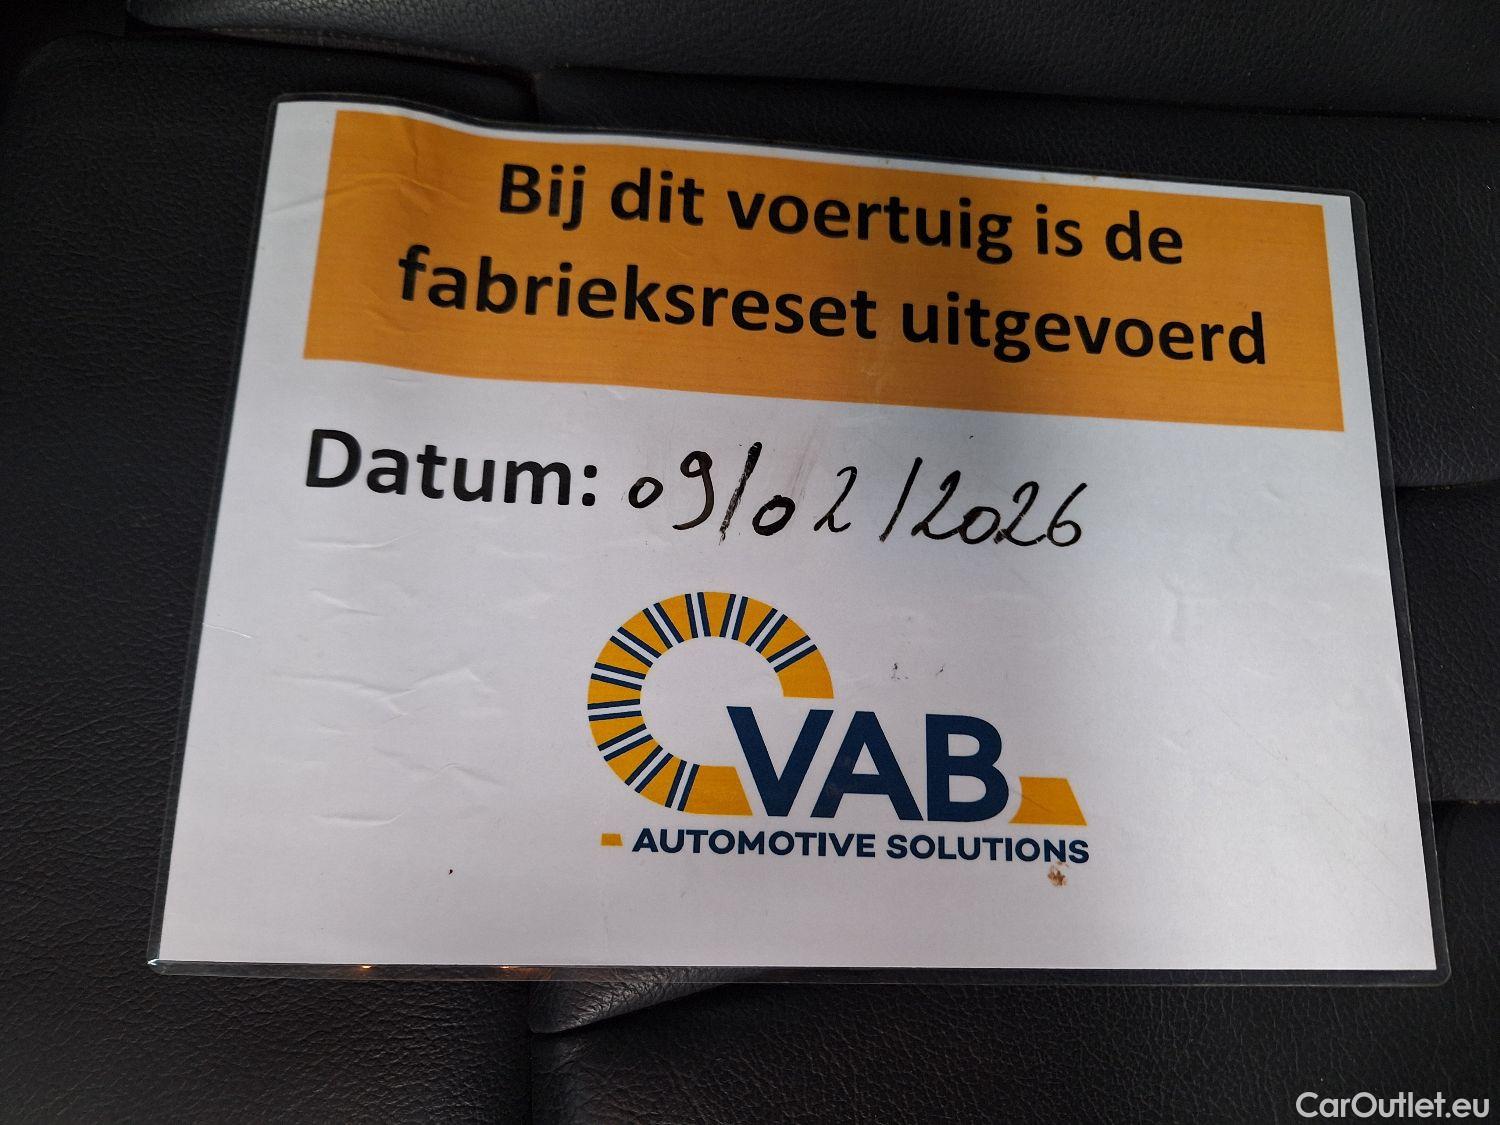 Bij dit voertuig is de
fabrieksreset uitgevoerd
Datum: 09/02/2026
VAB
AUTOMOTIVE SOLUTIONS
CarOutlet.eu